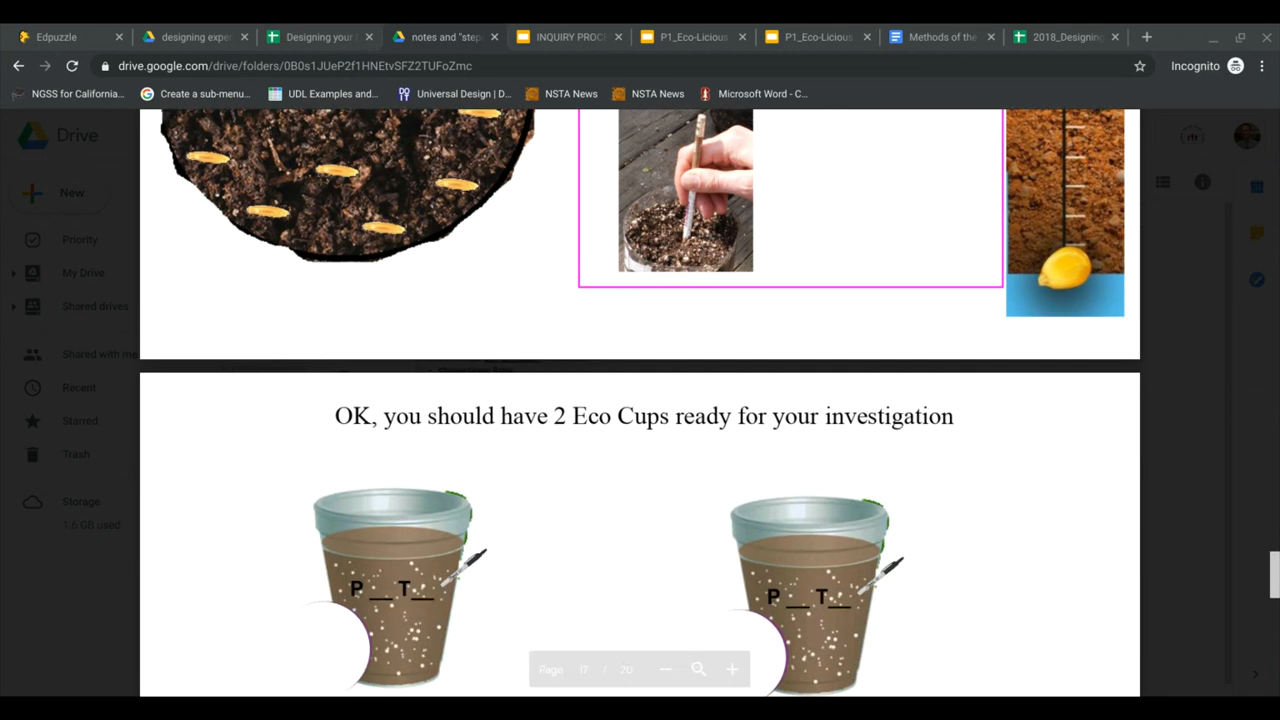 Edpuzzle
designing expe
Designing your
notes and "step
INQUIRY PROC
P1_Eco-Licious
P1_Eco-Licious
Methods of the
2018_Designing
drive.google.com/drive/folders/0B0s1JUeP2f1HNEtvSFZ2TUFoZmc
Incognito
NGSS for California...
Create a sub-menu...
UDL Examples and...
Universal Design | D...
NSTA News
NSTA News
Microsoft Word - C...
Drive
New
Priority
My Drive
Shared drives
Shared with me
Recent
Starred
Trash
Storage
1.6 GB used
OK, you should have 2 Eco Cups ready for your investigation
P __ T__
P __ T__
Page 17 / 20